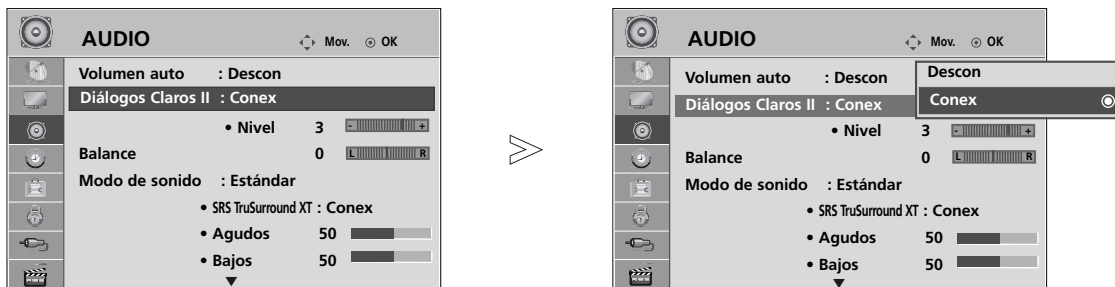 AUDIO Mov. OK
Volumen auto : Descon
Diálogos Claros II : Conex
• Nivel 3 - +
Balance 0 L R
Modo de sonido : Estándar
• SRS TruSurround XT : Conex
• Agudos 50
• Bajos 50
AUDIO Mov. OK
Volumen auto : Descon
Diálogos Claros II : Conex
Descon
Conex
• Nivel 3 - +
Balance 0 L R
Modo de sonido : Estándar
• SRS TruSurround XT : Conex
• Agudos 50
• Bajos 50